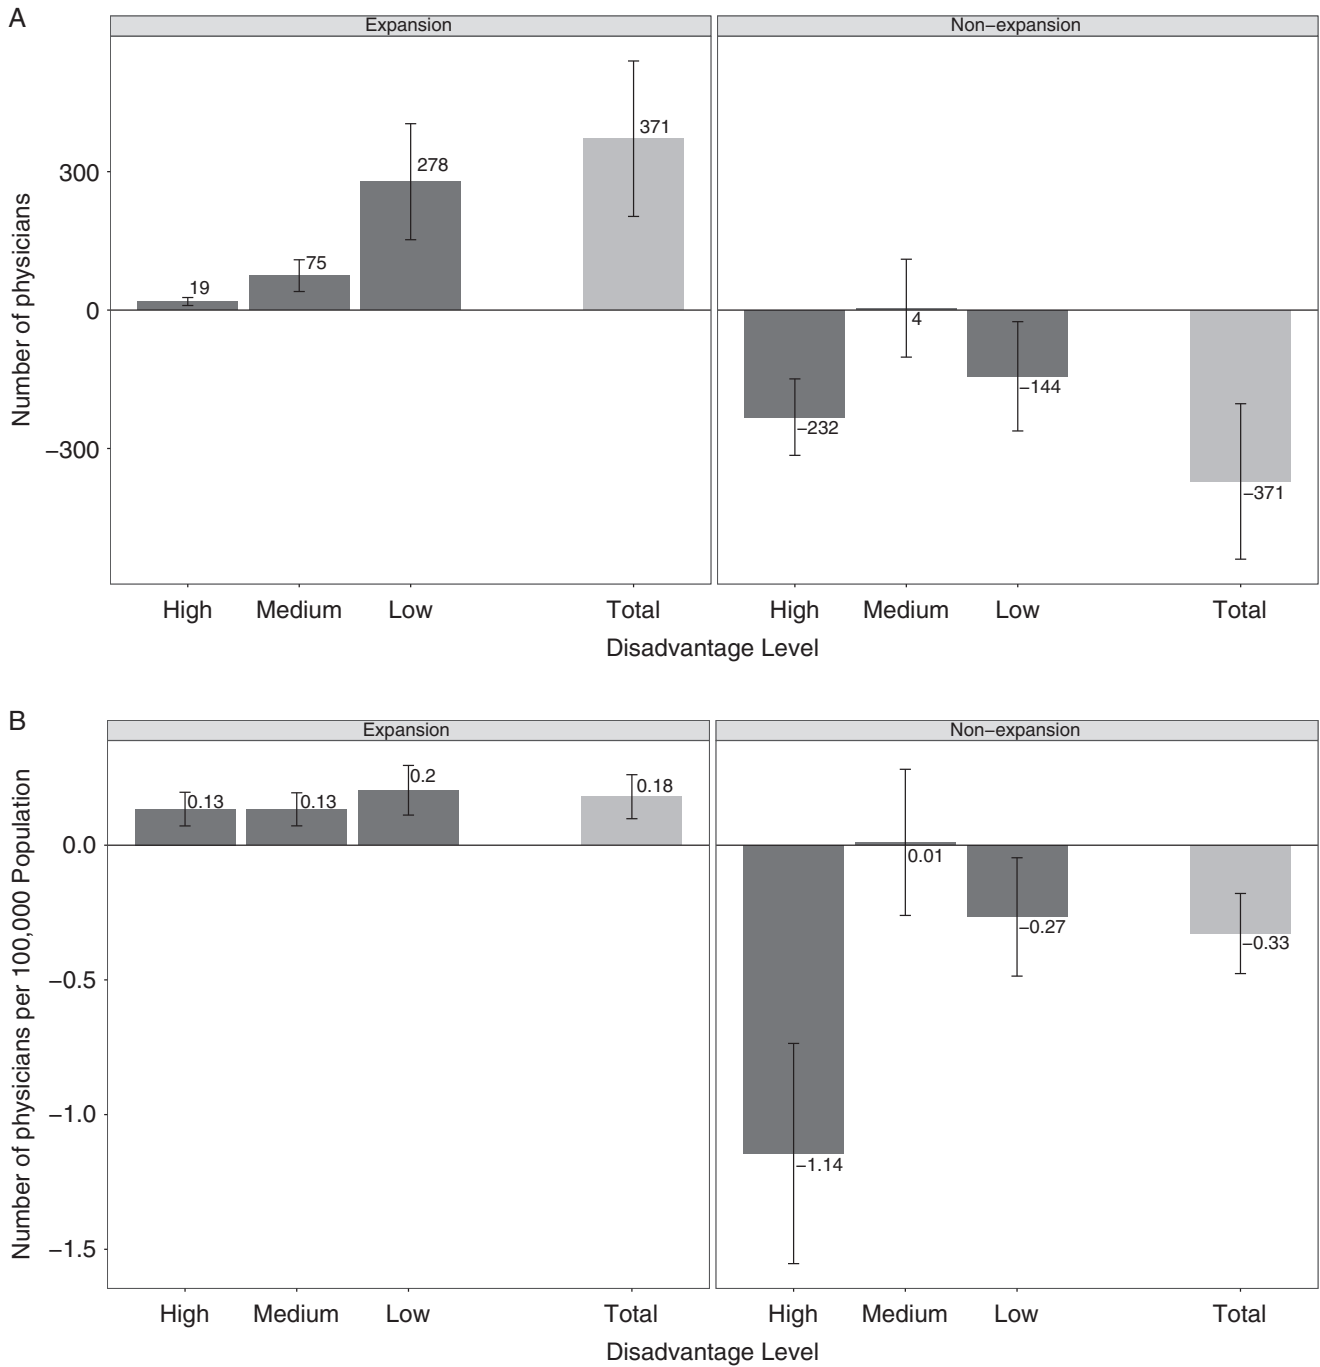 A
Expansion
Non−expansion
Number of physicians
300
0
−300
19
75
278
371
−232
4
−144
−371
High
Medium
Low
Total
High
Medium
Low
Total
Disadvantage Level
B
Expansion
Non−expansion
Number of physicians per 100,000 Population
0.0
−0.5
−1.0
−1.5
0.13
0.13
0.2
0.18
−1.14
0.01
−0.27
−0.33
High
Medium
Low
Total
High
Medium
Low
Total
Disadvantage Level